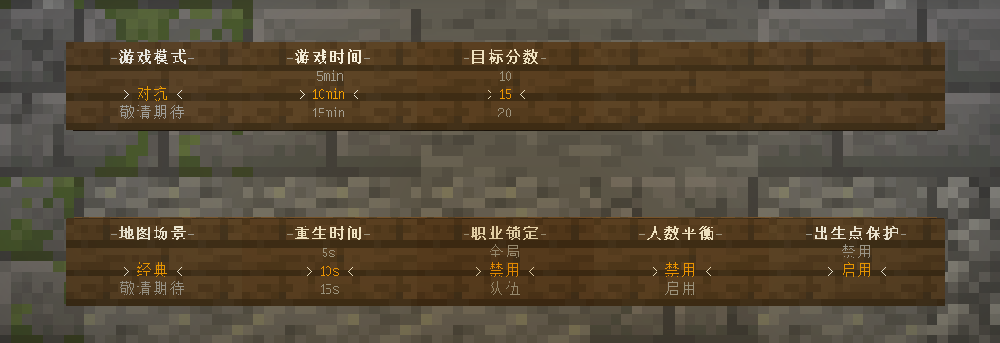 -游戏模式- -游戏时间- -目标分数-
5min 10
> 对抗 < > 10min < > 15 <
敬请期待 15min 20
-地图场景- -重生时间- -职业锁定- -人数平衡- -出生点保护-
5s 全局 禁用
> 经典 < > 10s < > 禁用 < > 禁用 < > 启用 <
敬请期待 15s 队伍 启用